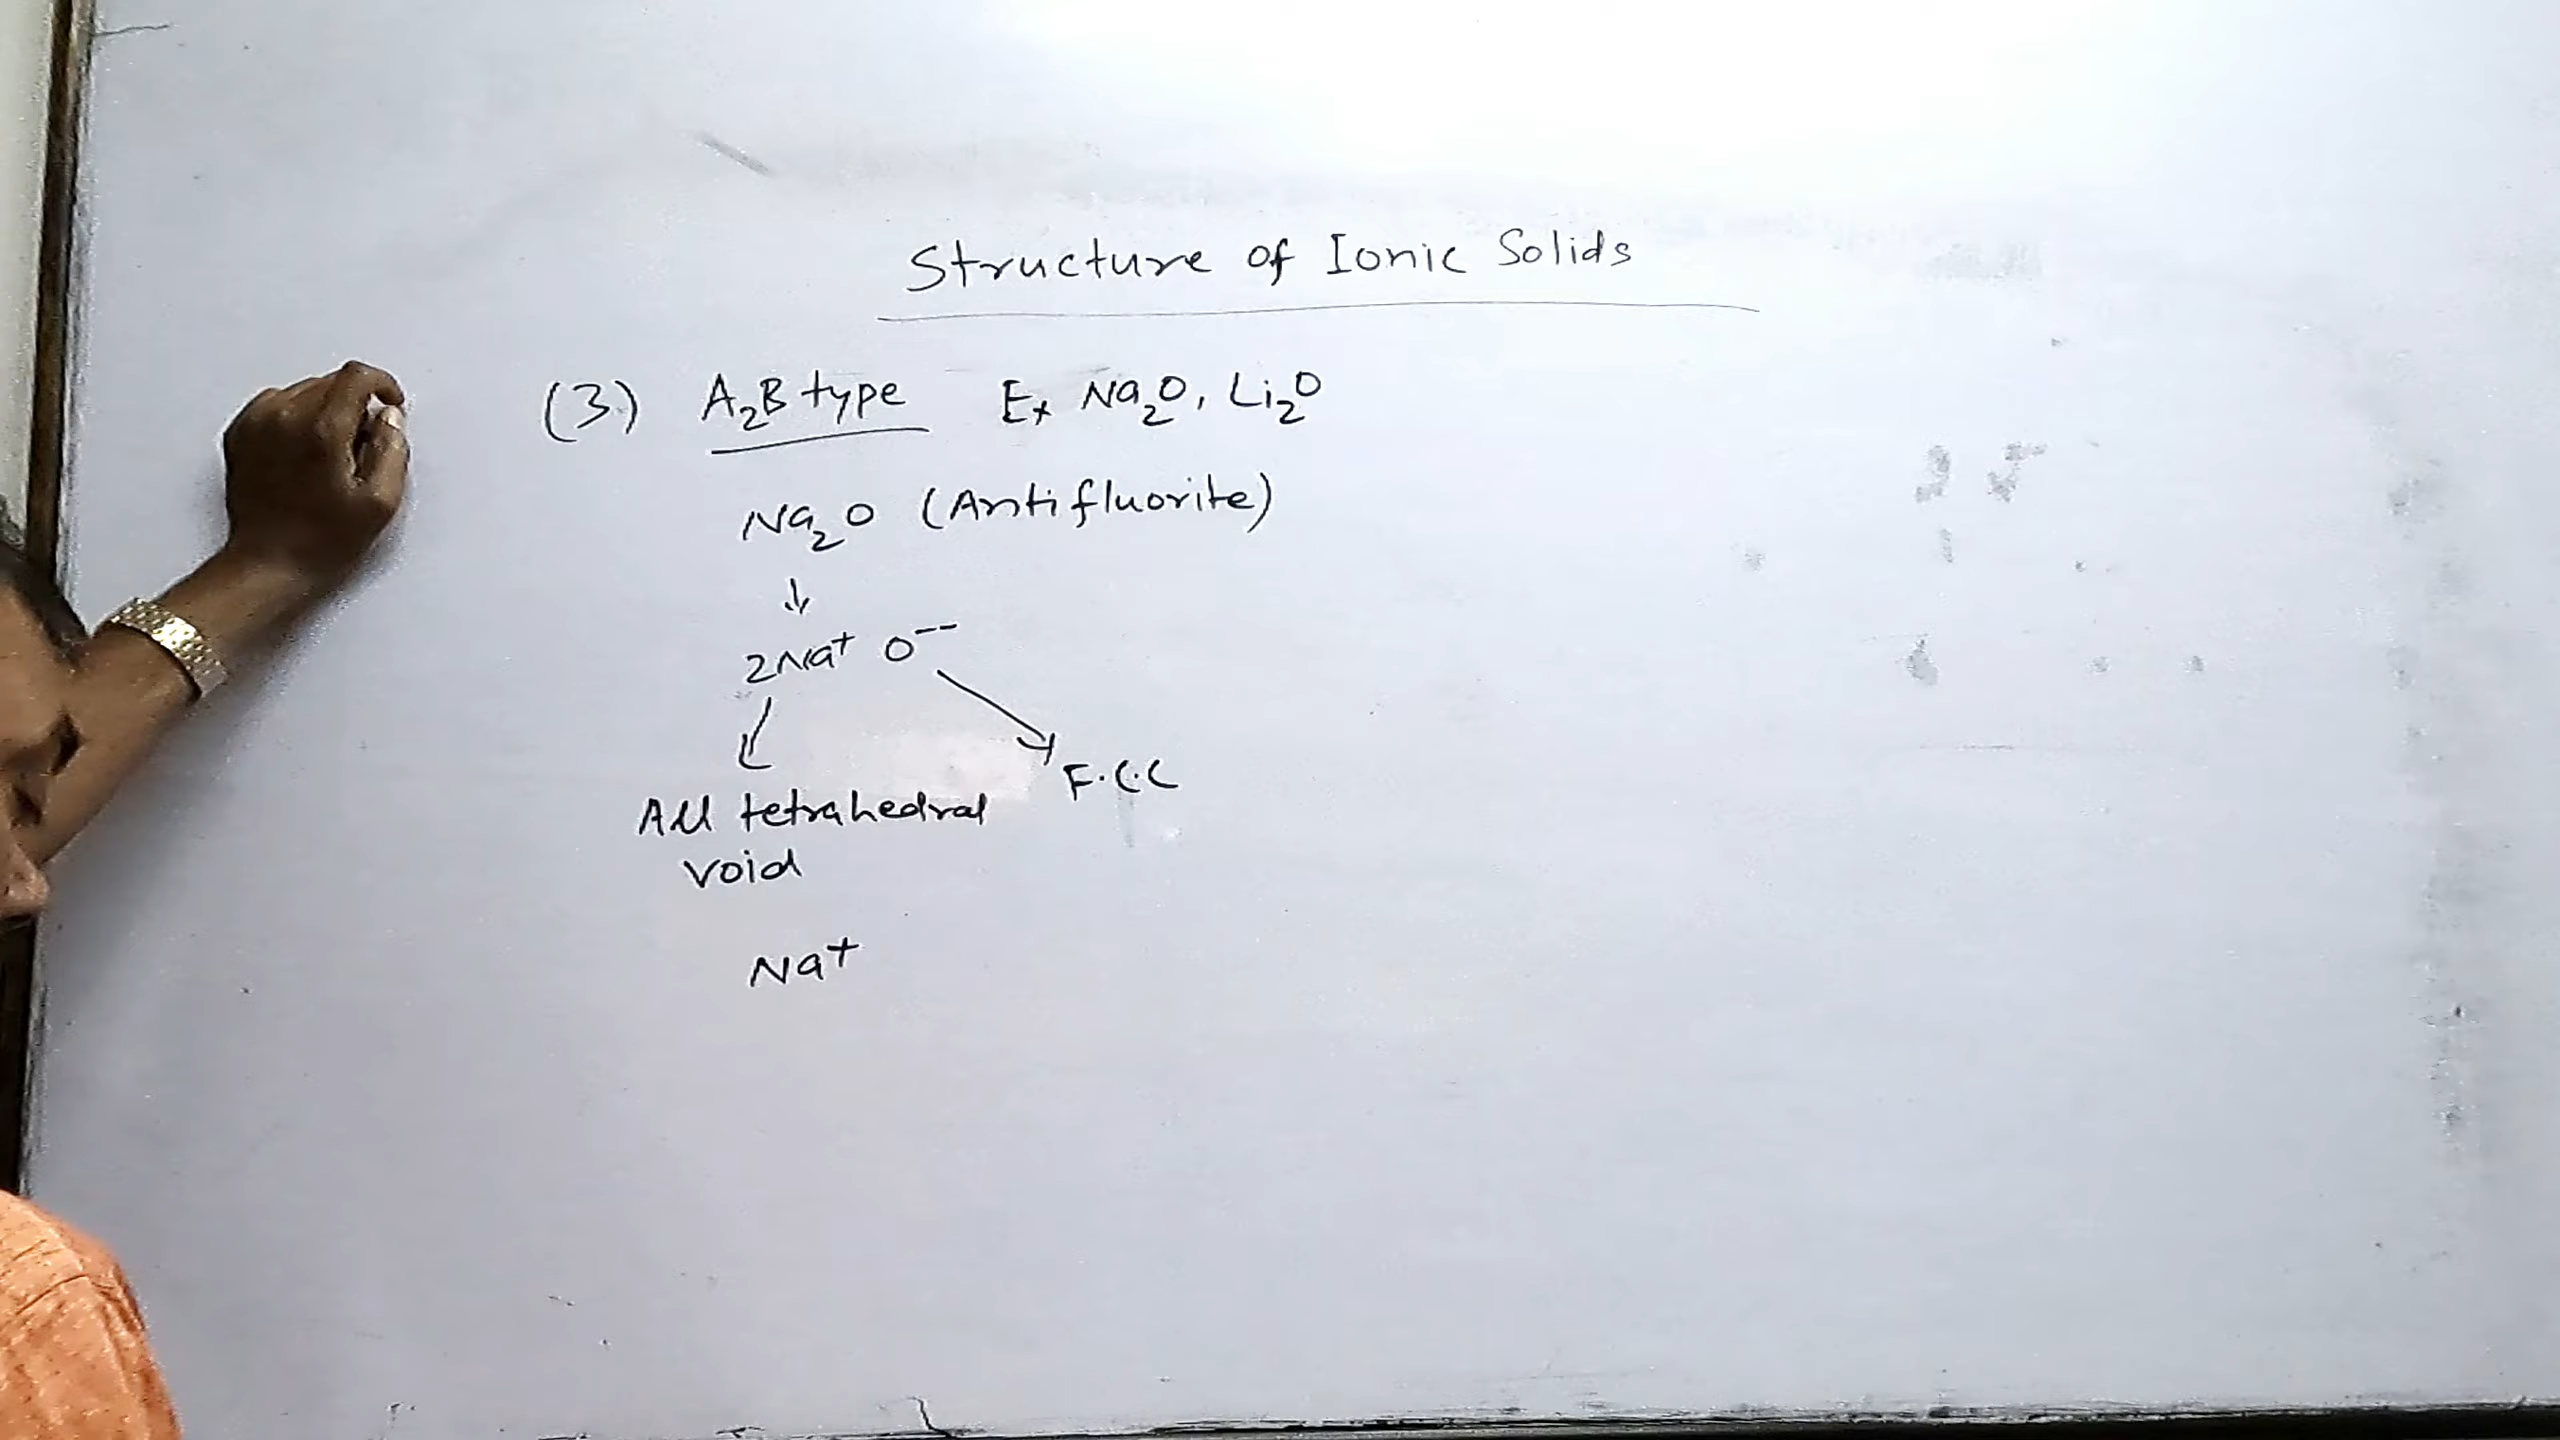 Structure of Ionic Solids
(3) A₂B type Ex Na₂O, Li₂O
Na₂O (Antifluorite)
↓
2Na⁺ O⁻⁻
F.C.C
All tetrahedral
void
Na⁺